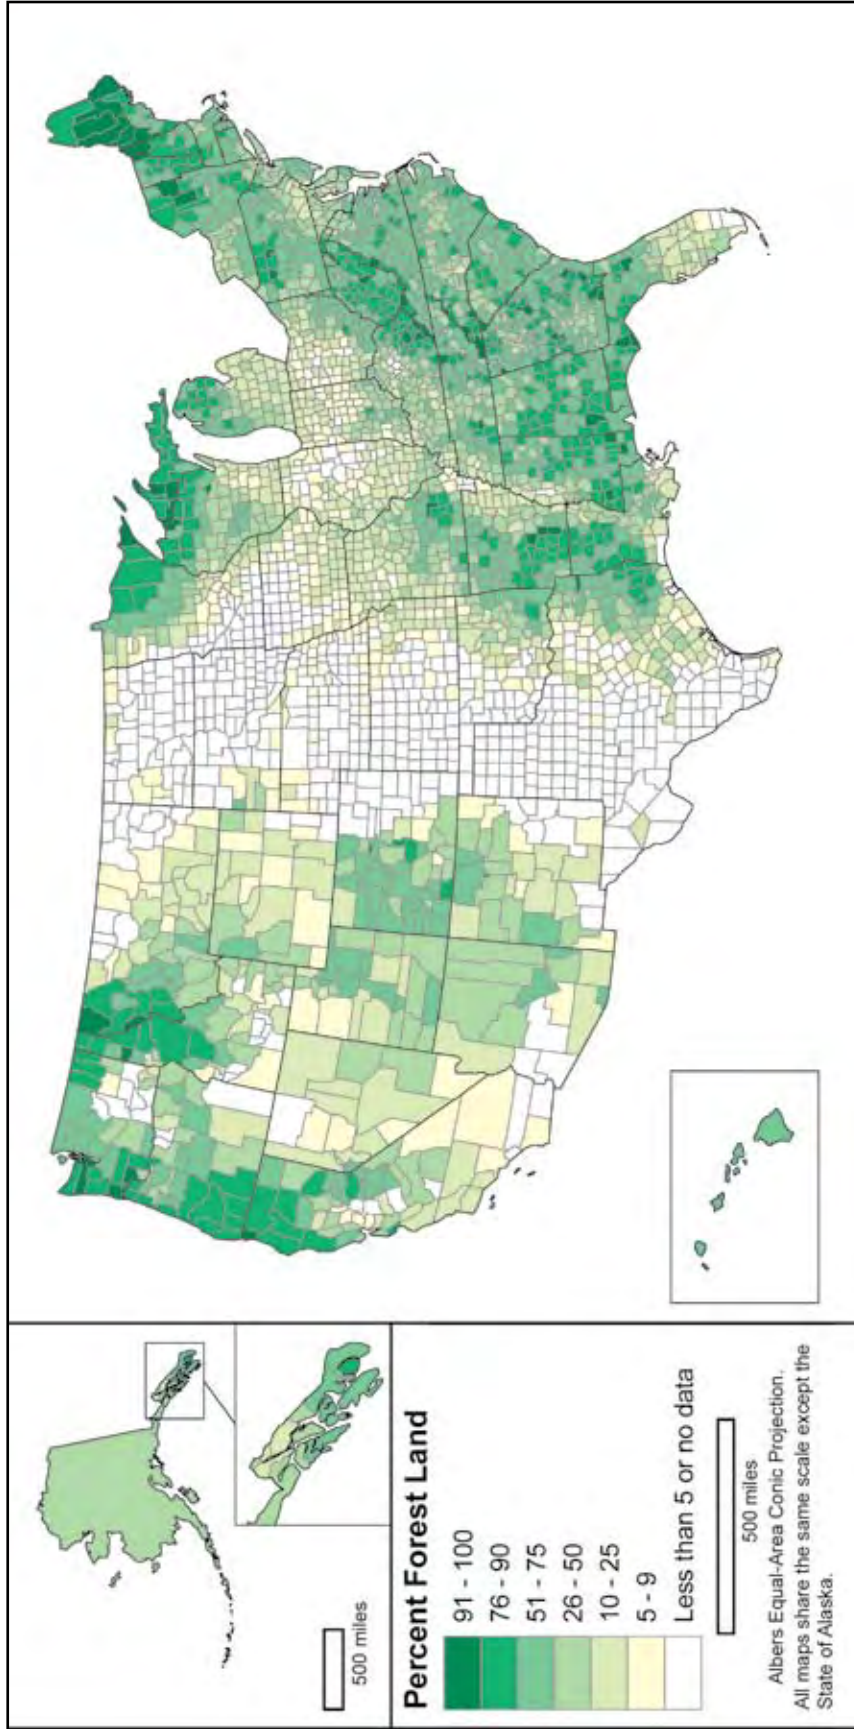 500 miles
Percent Forest Land
91 - 100
76 - 90
51 - 75
26 - 50
10 - 25
5 - 9
Less than 5 or no data
500 miles
Albers Equal-Area Conic Projection.
All maps share the same scale except the
State of Alaska.